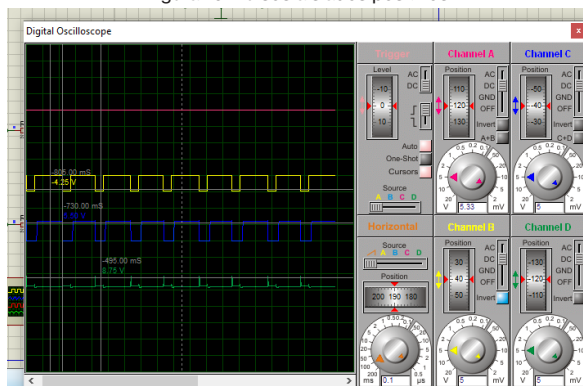 Digital Oscilloscope
x
Trigger
Level
-10
0
10
AC
DC
Auto
One-Shot
Cursors
Source
A B C D
Channel A
Position
110
120
130
AC
DC
GND
OFF
Invert
A+B
V 5.33 mV
Channel C
Position
-50
-40
-30
AC
DC
GND
OFF
Invert
C+D
V 5 mV
-805.00 mS
-4.25 V
-730.00 mS
-495.00 mS
8.75 V
Horizontal
Source
A B C D
Position
200 190 180
ms 0.1 µs
Channel B
Position
30
40
50
AC
DC
GND
OFF
Invert
V 5 mV
Channel D
Position
-130
-120
-110
AC
DC
GND
OFF
Invert
V 5 mV